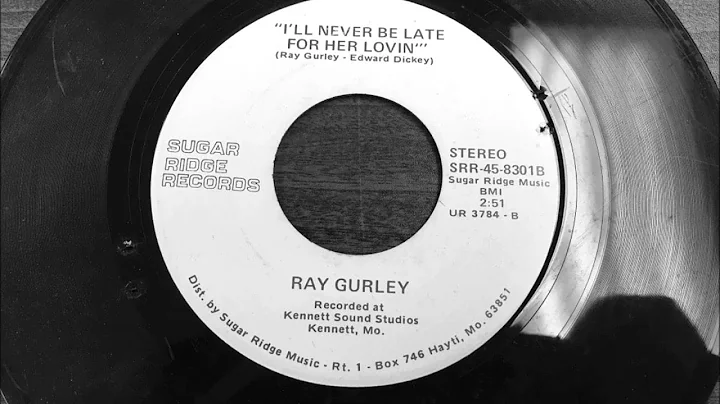 "I'LL NEVER BE LATE
FOR HER LOVIN'"
(Ray Gurley - Edward Dickey)
SUGAR
RIDGE
RECORDS
STEREO
SRR-45-8301B
Sugar Ridge Music
BMI
2:51
UR 3784 - B
RAY GURLEY
Recorded at
Kennett Sound Studios
Kennett, Mo.
Dist. by Sugar Ridge Music - Rt. 1 - Box 746 Hayti, Mo. 63851